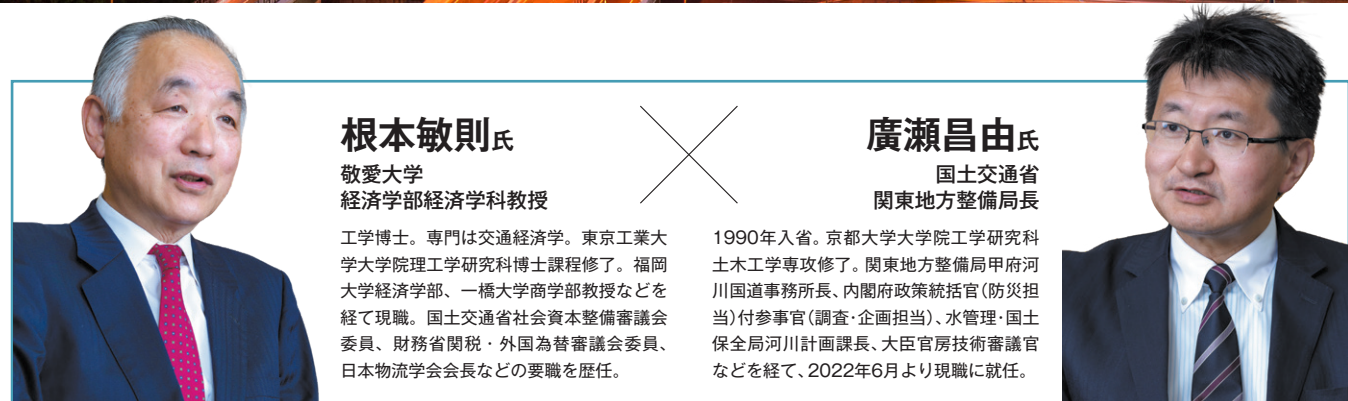 根本敏則氏
敬愛大学
経済学部経済学科教授
工学博士。専門は交通経済学。東京工業大
学大学院理工学研究科博士課程修了。福岡
大学経済学部、一橋大学商学部教授などを
経て現職。国土交通省社会資本整備審議会
委員、財務省関税・外国為替審議会委員、
日本物流学会会長などの要職を歴任。
廣瀬昌由氏
国土交通省
関東地方整備局長
1990年入省。京都大学大学院工学研究科
土木工学専攻修了。関東地方整備局甲府河
川国道事務所長、内閣府政策統括官(防災担
当)付参事官(調査・企画担当)、水管理・国土
保全局河川計画課長、大臣官房技術審議官
などを経て、2022年6月より現職に就任。